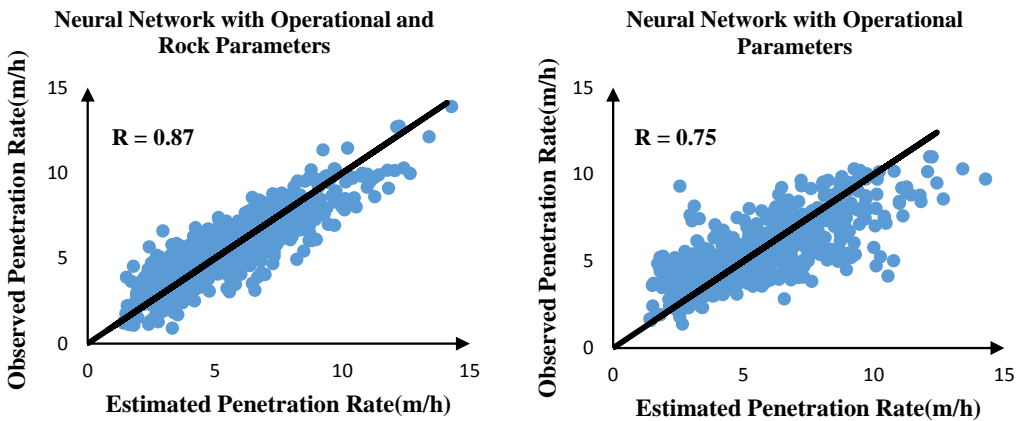 Neural Network with Operational and
Rock Parameters
Observed Penetration Rate(m/h)
15
10
5
0
R = 0.87
0
5
10
15
Estimated Penetration Rate(m/h)
Neural Network with Operational
Parameters
Observed Penetration Rate(m/h)
15
10
5
0
R = 0.75
0
5
10
15
Estimated Penetration Rate(m/h)